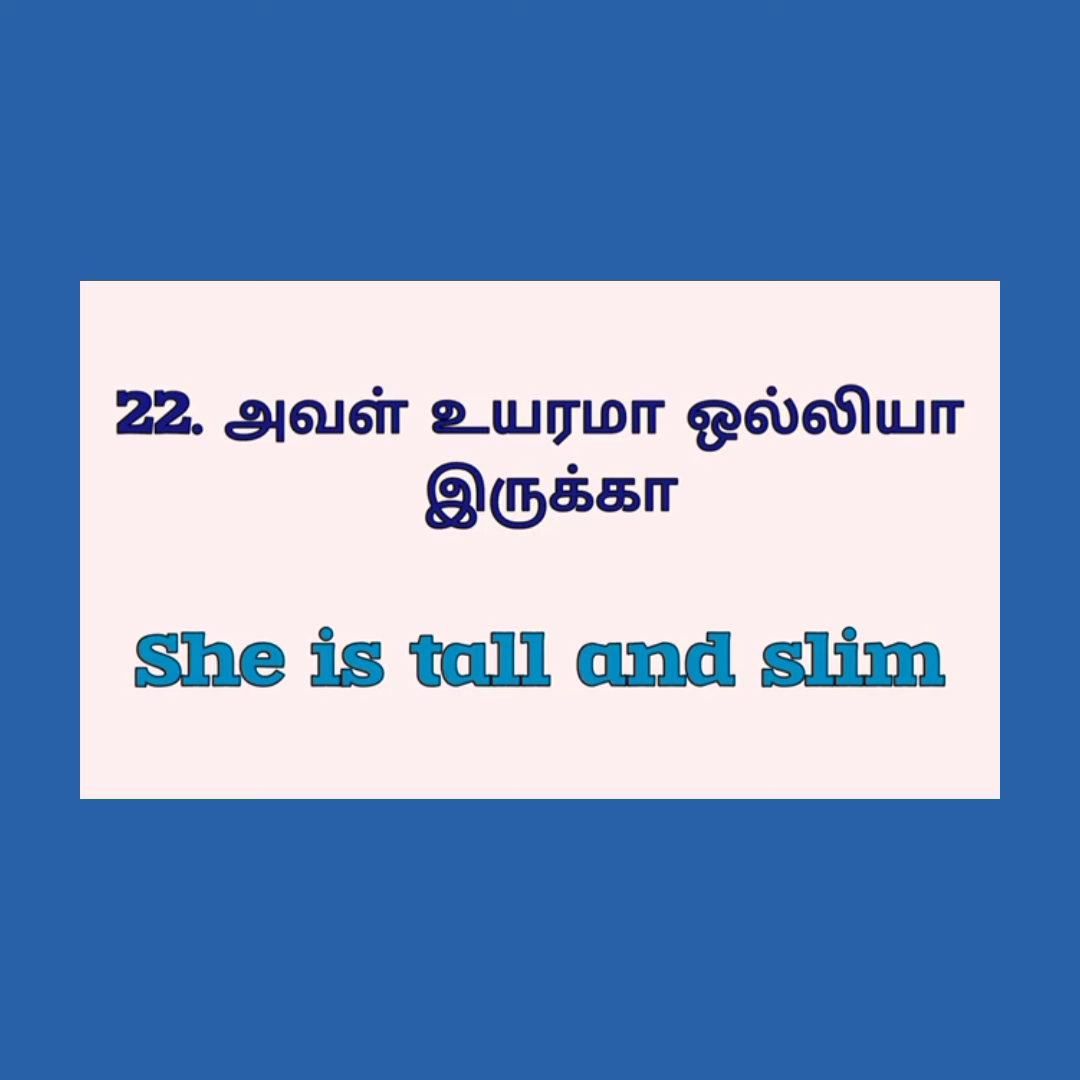 22. அவள் உயரமா ஒல்லியா
இருக்கா
She is tall and slim